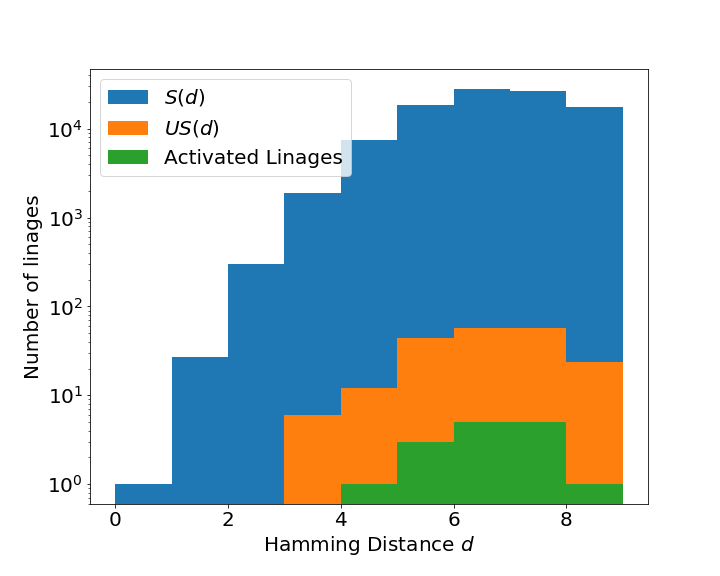 S(d)
US(d)
Activated Linages
Number of linages
10^4
10^3
10^2
10^1
10^0
0 2 4 6 8
Hamming Distance d